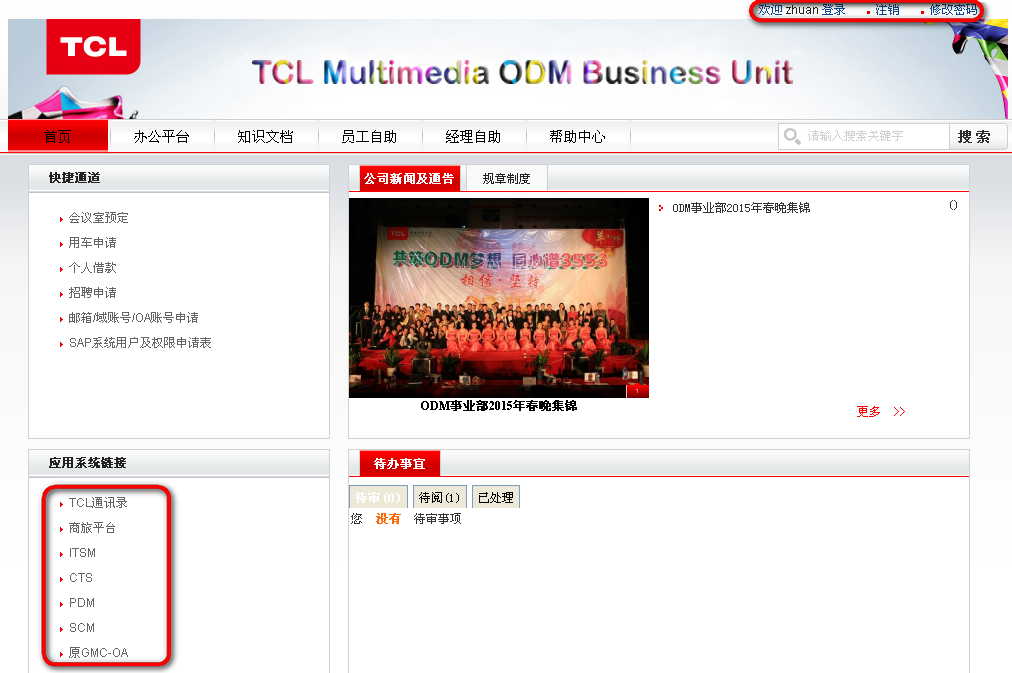 欢迎 zhuan 登录 注销 修改密码
TCL
TCL Multimedia ODM Business Unit
首页 办公平台 知识文档 员工自助 经理自助 帮助中心 请输入搜索关键字 搜索
快捷通道
会议室预定
用车申请
个人借款
招聘申请
邮箱/域账号/OA账号申请
SAP系统用户及权限申请表
公司新闻及通告 规章制度
ODM事业部2015年春晚集锦 0
TCL
共筑ODM梦想 同心谱3553
相信·坚持
1
ODM事业部2015年春晚集锦
更多 >>
应用系统链接
TCL通讯录
商旅平台
ITSM
CTS
PDM
SCM
原GMC-OA
待办事宜
待审(0) 待阅(1) 已处理
您 没有 待审事项